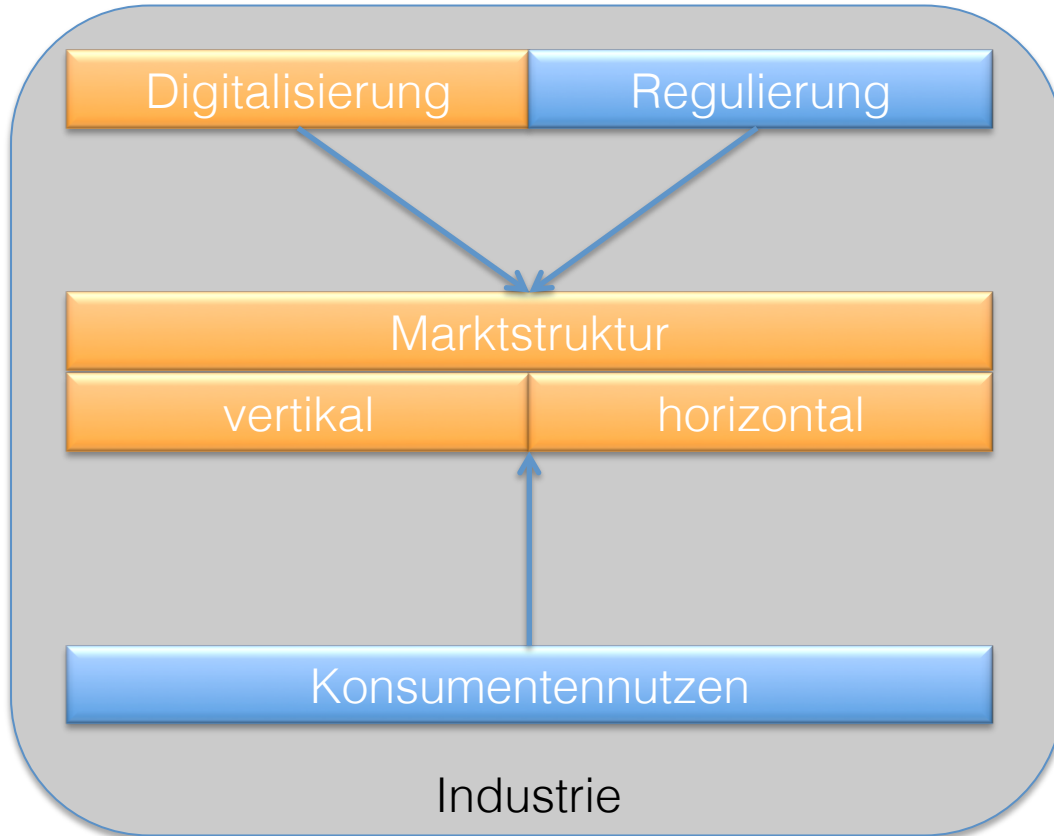 Digitalisierung Regulierung
Marktstruktur
vertikal horizontal
Konsumentennutzen
Industrie